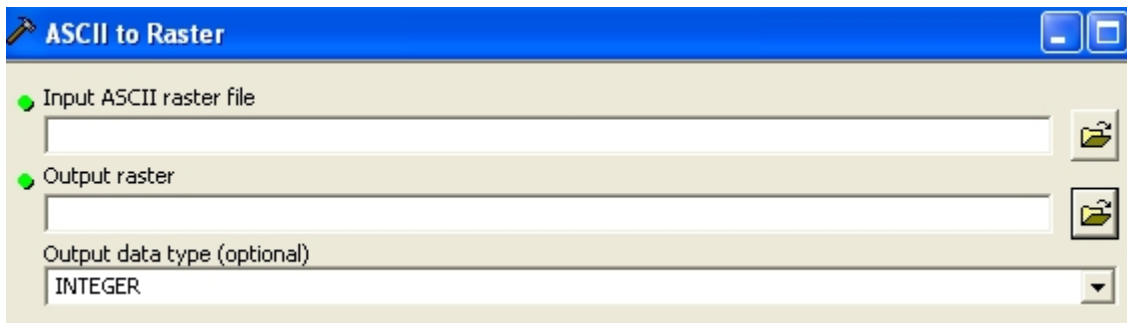 ASCII to Raster
Input ASCII raster file
Output raster
Output data type (optional)
INTEGER